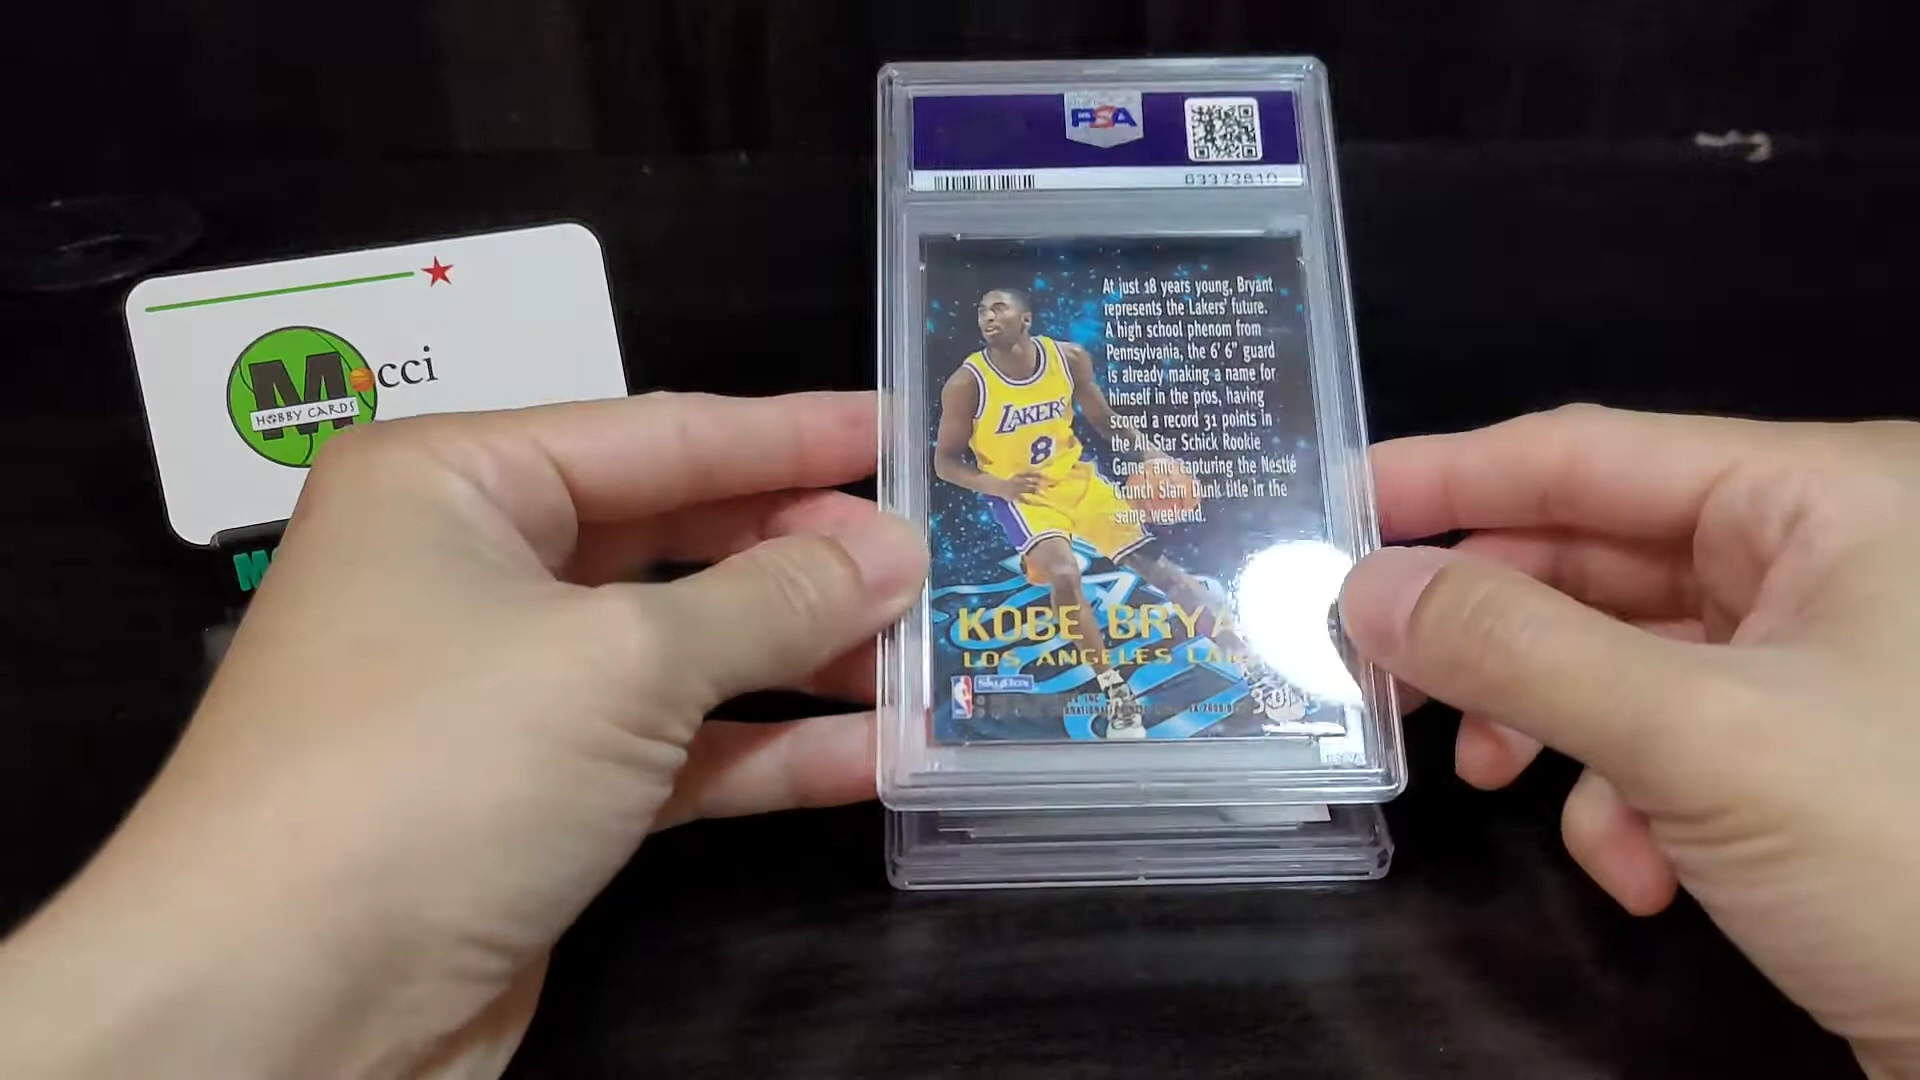 PSA
63373810
M
cci
HOBBY CARDS
At just 18 years young, Bryant
represents the Lakers' future.
A high school phenom from
Pennsylvania, the 6' 6" guard
is already making a name for
himself in the pros, having
scored a record 31 points in
the All Star Schick Rookie
Game, and capturing the Nestlé
Crunch Slam Dunk title in the
same weekend.
LAKERS
8
KOBE BRYA
LOS ANGELES LA
SkyBox